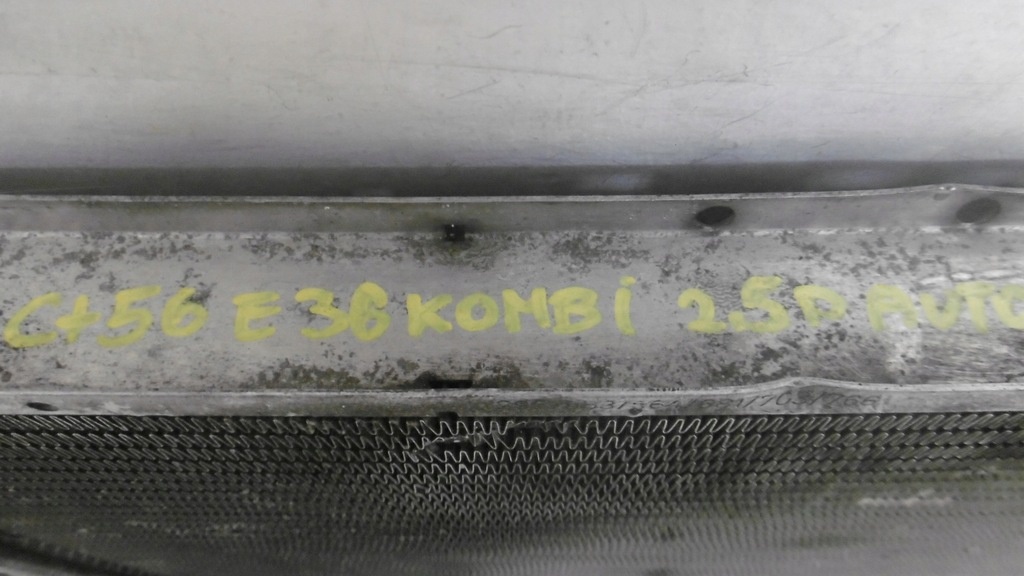 C+56 E36 KOMBi 2.5D AUTO